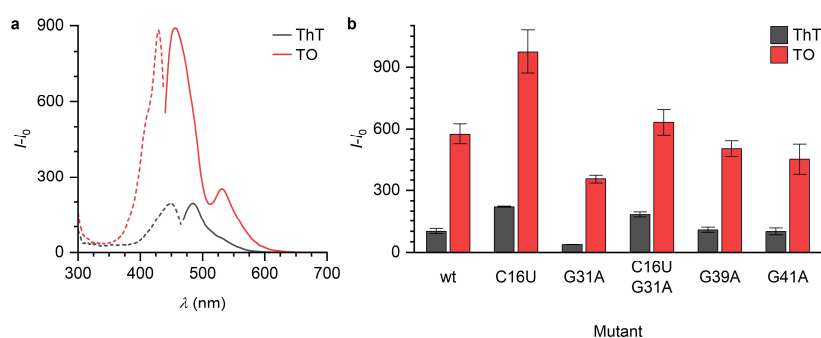 a
900
600
300
0
I-I0
300 400 500 600 700
λ (nm)
ThT
TO
b
900
600
300
0
I-I0
wt C16U G31A C16U G31A G39A G41A
Mutant
ThT
TO